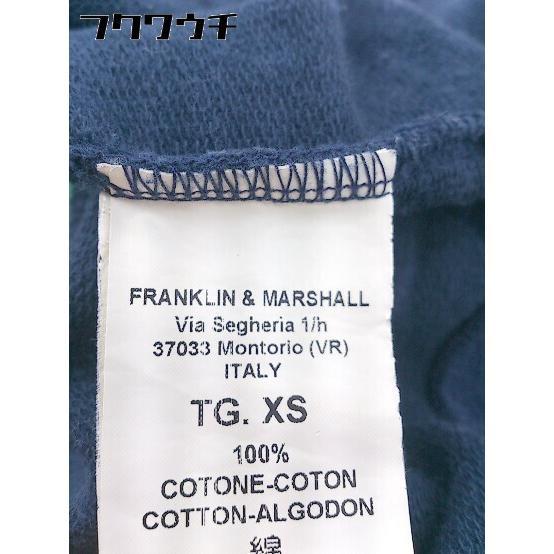 フクワウチ
FRANKLIN & MARSHALL
Via Segheria 1/h
37033 Montorio (VR)
ITALY
TG. XS
100%
COTONE-COTON
COTTON-ALGODON
綿